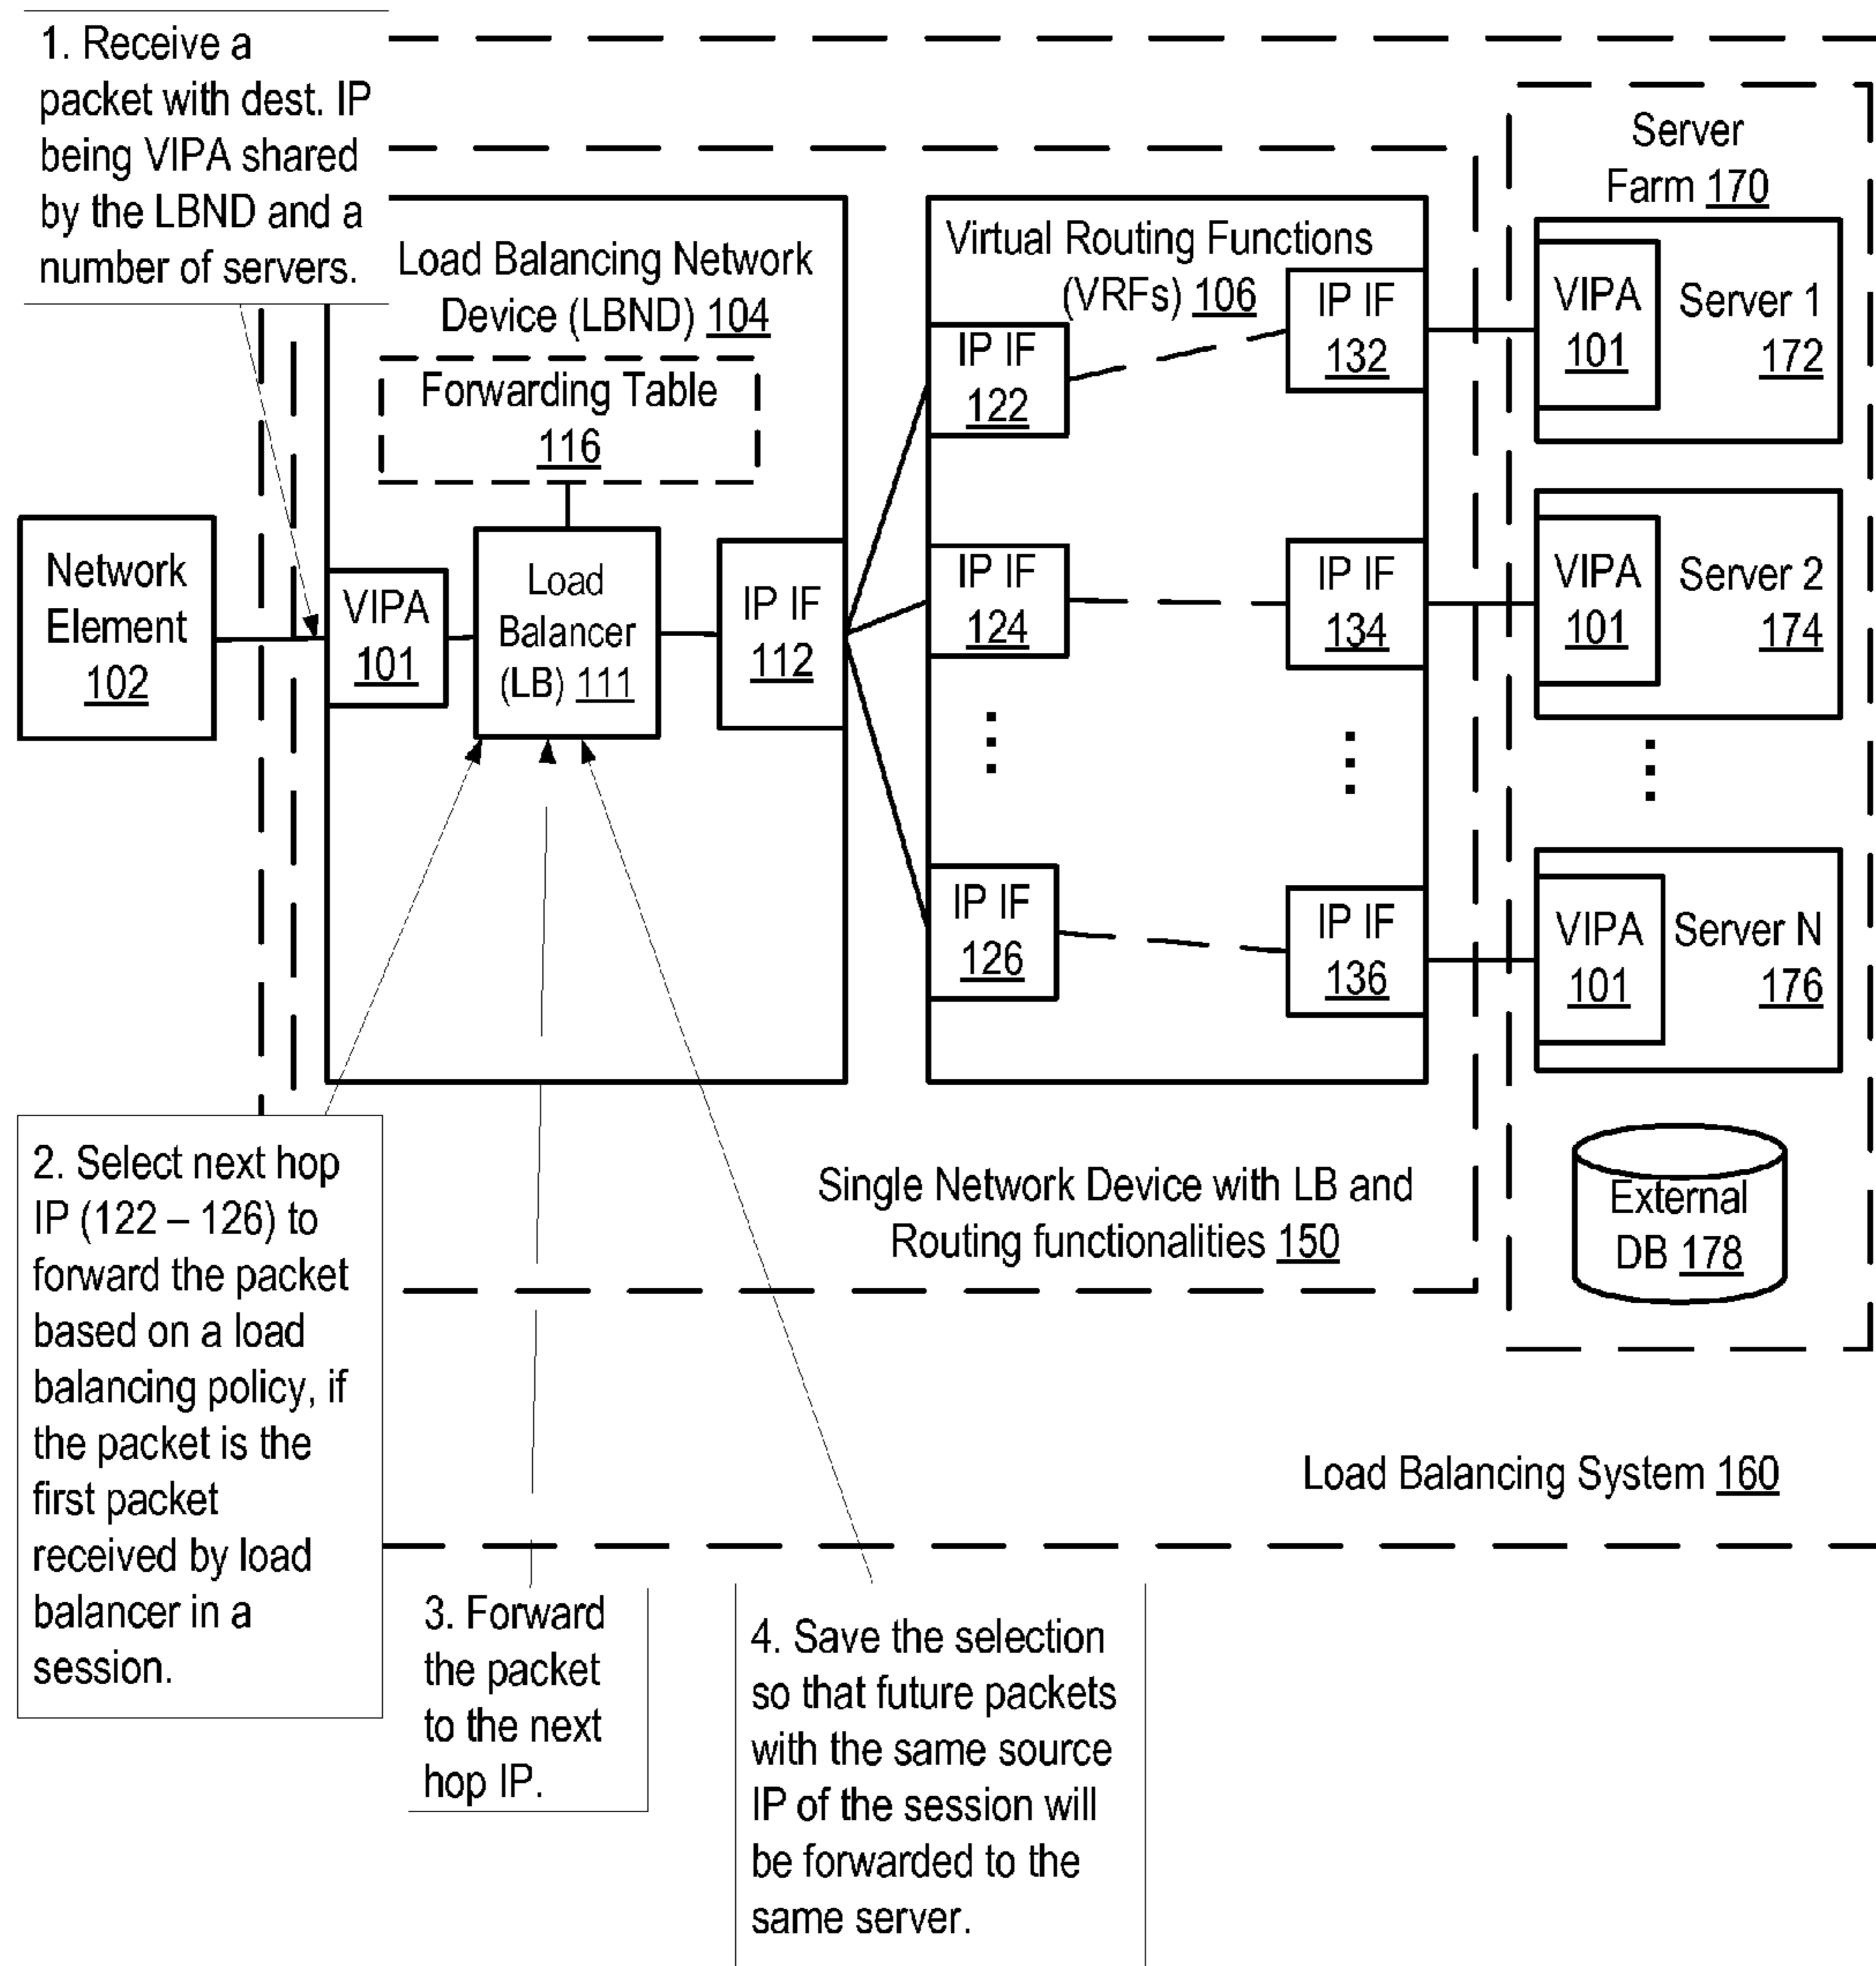 1. Receive a
packet with dest. IP
being VIPA shared
by the LBND and a
number of servers.
Load Balancing Network
Device (LBND) 104
Forwarding Table
116
Network
Element
102
VIPA
101
Load
Balancer
(LB) 111
IP IF
112
Virtual Routing Functions
(VRFs) 106
IP IF
122
IP IF
132
IP IF
124
IP IF
134
IP IF
126
IP IF
136
Server
Farm 170
VIPA
101
Server 1
172
VIPA
101
Server 2
174
VIPA
101
Server N
176
External
DB 178
Single Network Device with LB and
Routing functionalities 150
Load Balancing System 160
2. Select next hop
IP (122 – 126) to
forward the packet
based on a load
balancing policy, if
the packet is the
first packet
received by load
balancer in a
session.
3. Forward
the packet
to the next
hop IP.
4. Save the selection
so that future packets
with the same source
IP of the session will
be forwarded to the
same server.